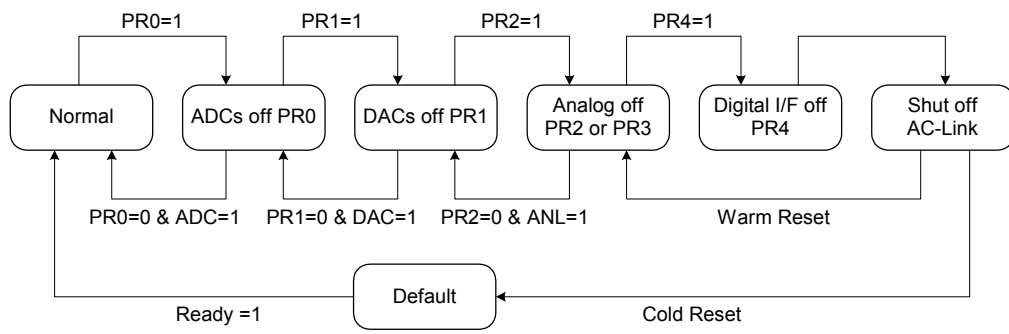 PR0=1
PR1=1
PR2=1
PR4=1
Normal
ADCs off PR0
DACs off PR1
Analog off
PR2 or PR3
Digital I/F off
PR4
Shut off
AC-Link
PR0=0 & ADC=1
PR1=0 & DAC=1
PR2=0 & ANL=1
Warm Reset
Default
Ready =1
Cold Reset